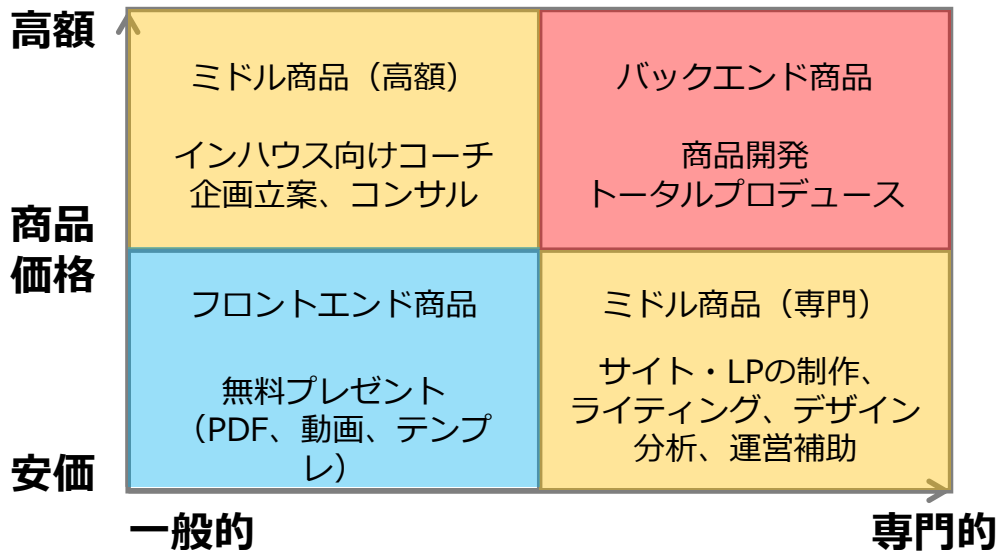 高額
ミドル商品（高額）
インハウス向けコーチ
企画立案、コンサル
バックエンド商品
商品開発
トータルプロデュース
商品
価格
フロントエンド商品
無料プレゼント
（PDF、動画、テンプ
レ）
ミドル商品（専門）
サイト・LPの制作、
ライティング、デザイン
分析、運営補助
安価
一般的
専門的